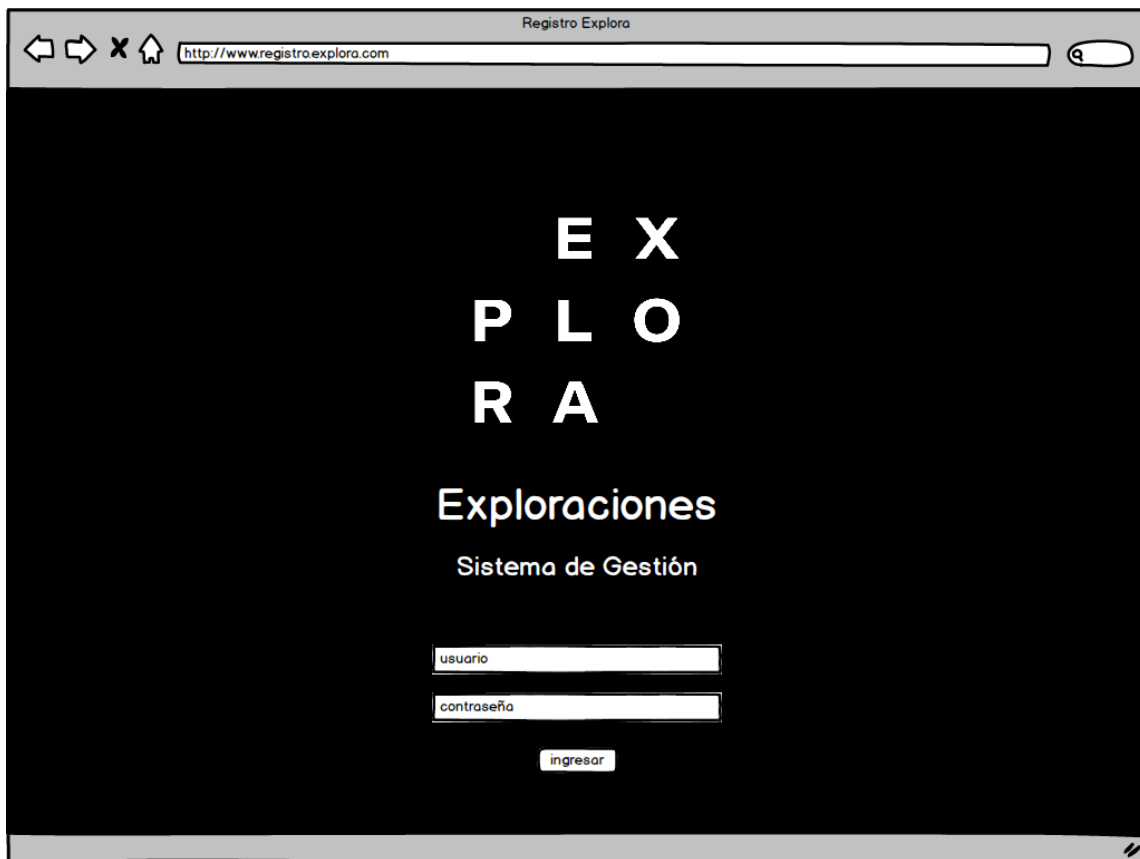 Registro Explora
http://www.registro.explora.com
E X
P L O
R A
Exploraciones
Sistema de Gestión
usuario
contraseña
ingresar